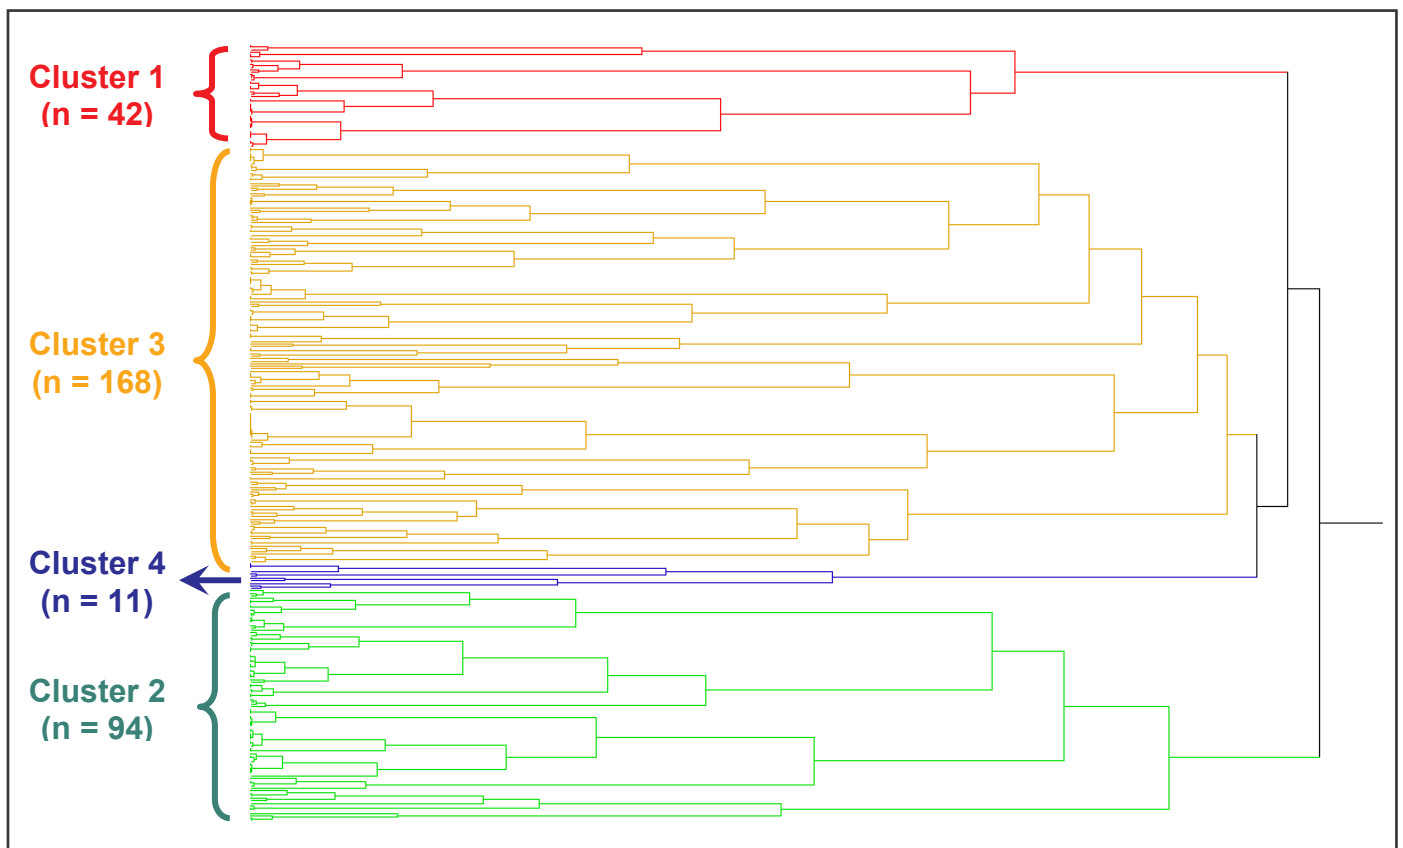 Cluster 1
(n = 42)
Cluster 3
(n = 168)
Cluster 4
(n = 11)
Cluster 2
(n = 94)